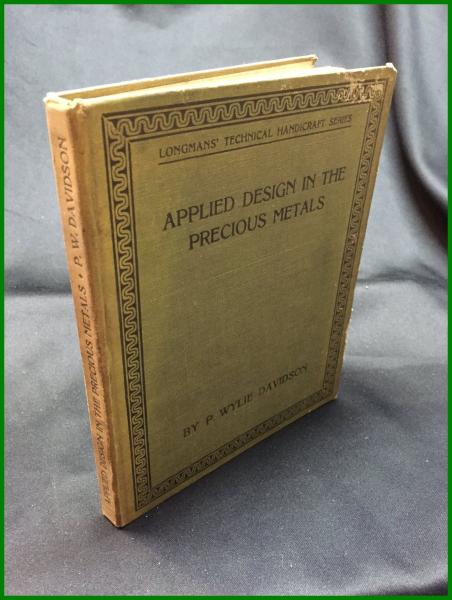 LONGMANS' TECHNICAL HANDICRAFT SERIES
APPLIED DESIGN IN THE
PRECIOUS METALS
BY P. WYLIE DAVIDSON
APPLIED DESIGN IN THE PRECIOUS METALS • P. W. DAVIDSON